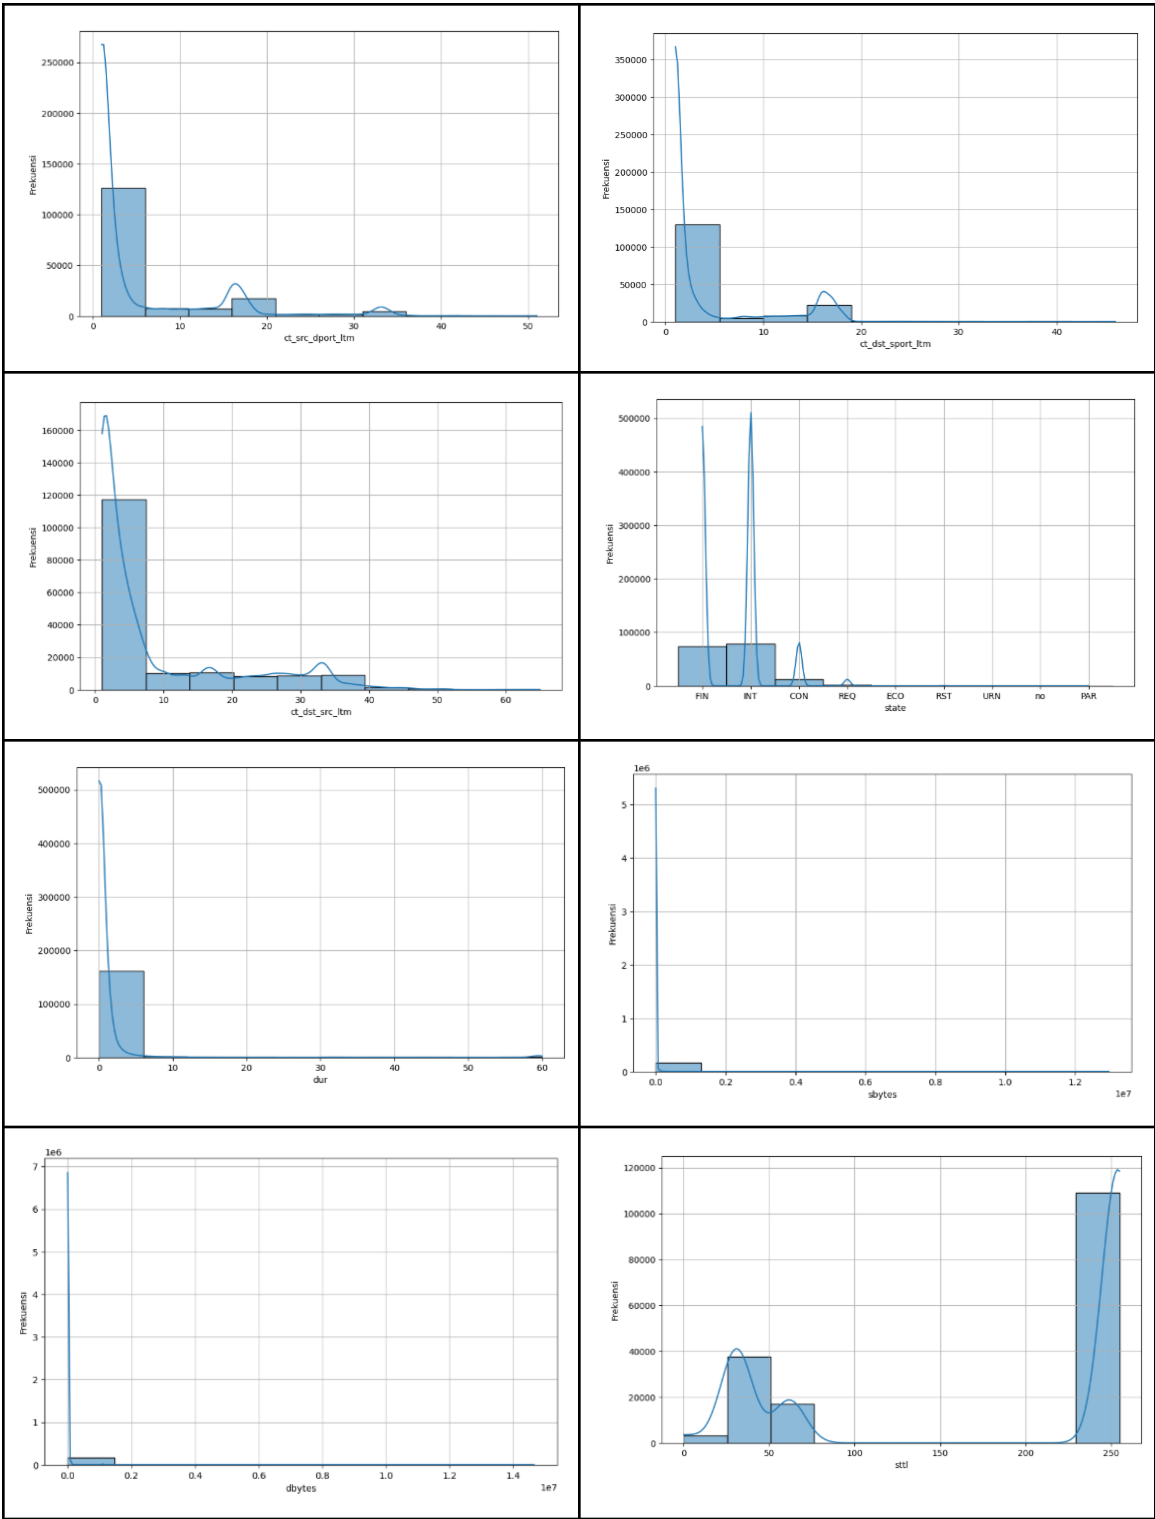 250000
200000
150000
100000
50000
0
Frekuensi
0 10 20 30 40 50
ct_src_dport_ltm
350000
300000
250000
200000
150000
100000
50000
0
Frekuensi
0 10 20 30 40
ct_dst_sport_ltm
160000
140000
120000
100000
80000
60000
40000
20000
0
Frekuensi
0 10 20 30 40 50 60
ct_dst_src_ltm
500000
400000
300000
200000
100000
0
Frekuensi
FIN INT CON REQ ECO RST URN no PAR
state
500000
400000
300000
200000
100000
0
Frekuensi
0 10 20 30 40 50 60
dur
1e6
5
4
3
2
1
0
Frekuensi
0.0 0.2 0.4 0.6 0.8 1.0 1.2
1e7
sbytes
1e6
7
6
5
4
3
2
1
0
Frekuensi
0.0 0.2 0.4 0.6 0.8 1.0 1.2 1.4
1e7
dbytes
120000
100000
80000
60000
40000
20000
0
Frekuensi
0 50 100 150 200 250
sttl